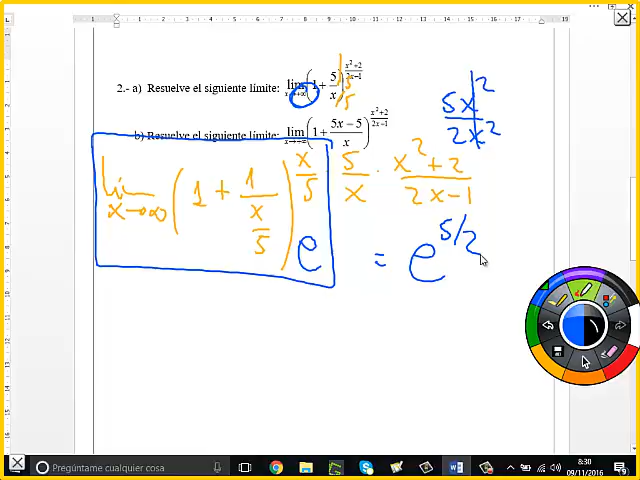 2.- a) Resuelve el siguiente límite: lim x→+∞ (1 + 5/x)^((x²+2)/(2x−1))
/5
/5
5x² / 2x²
b) Resuelve el siguiente límite: lim x→+∞ (1 + (5x−5)/x)^((x²+2)/(2x−1))
lim x→∞ (1 + 1/(x/5))^(x/5 · 5/x · (x²+2)/(2x−1))
e = e^(5/2)
Pregúntame cualquier cosa
8:30
09/11/2016